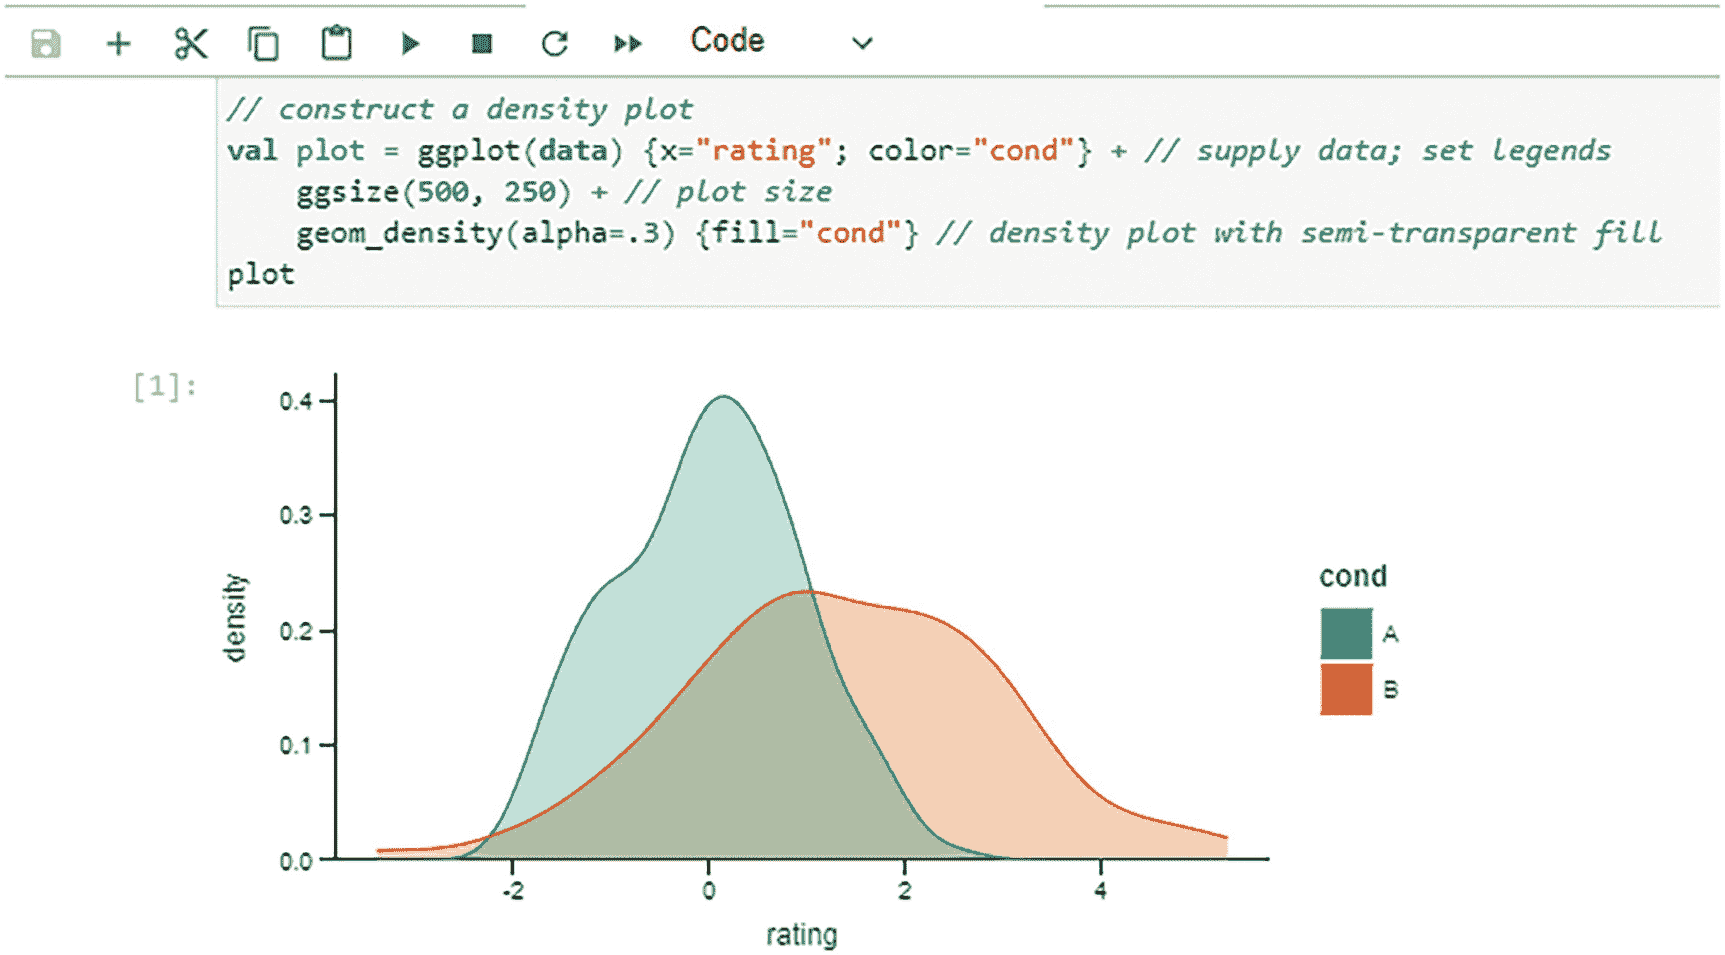 Code
// construct a density plot
val plot = ggplot(data) {x="rating"; color="cond"} + // supply data; set legends
ggsize(500, 250) + // plot size
geom_density(alpha=.3) {fill="cond"} // density plot with semi-transparent fill
plot
[1]:
0.4
0.3
0.2
0.1
0.0
density
-2 0 2 4
rating
cond
A
B